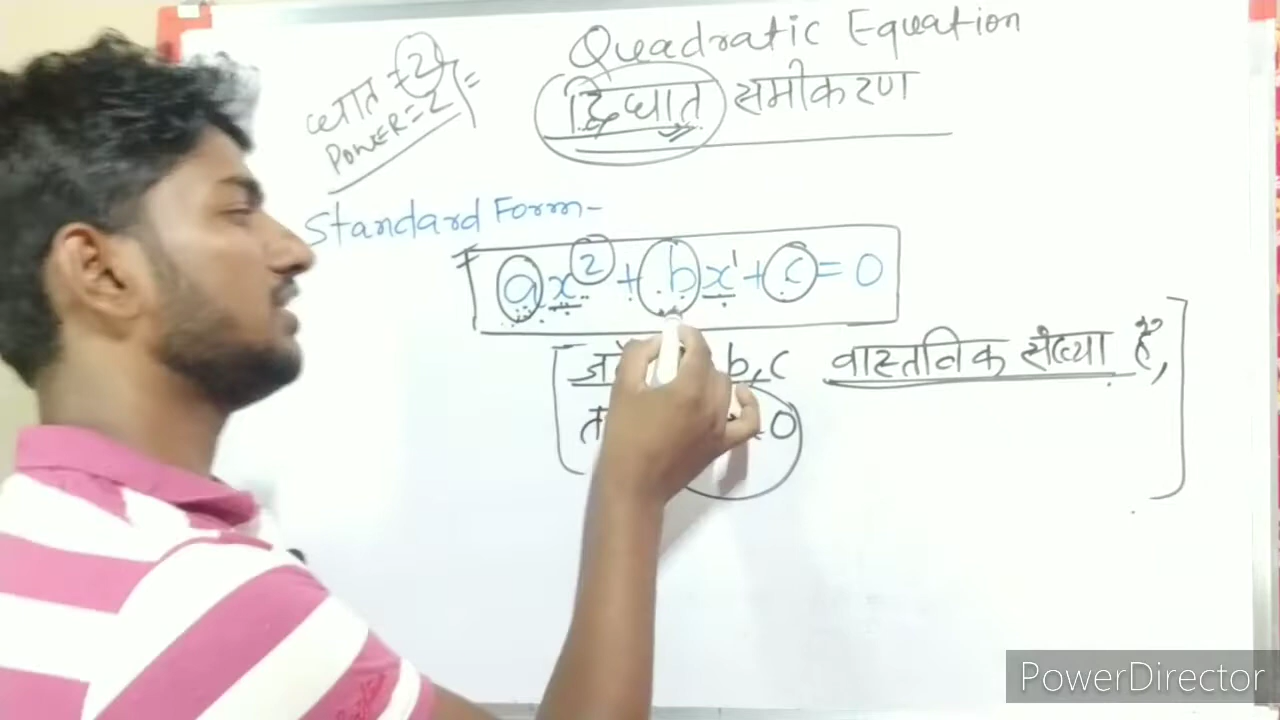 Quadratic Equation
द्विघात समीकरण
घात = 2
Power = 2
Standard Form-
ax² + bx¹ + c = 0
b, c वास्तविक संख्या हैं,
0
PowerDirector